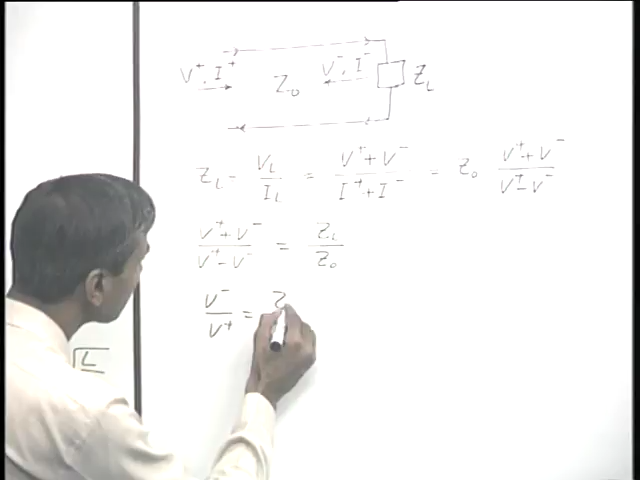 V⁺, I⁺ Z₀ V⁻, I⁻ Z_L
Z_L = V_L / I_L = (V⁺ + V⁻) / (I⁺ + I⁻) = Z₀ (V⁺ + V⁻) / (V⁺ − V⁻)
(V⁺ + V⁻) / (V⁺ − V⁻) = Z_L / Z₀
V⁻ / V⁺ = Z
√L